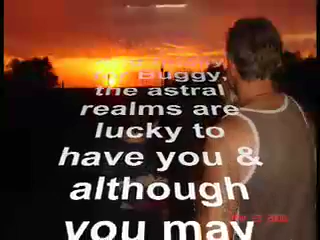 Buggy,
the astral
realms are
lucky to
have you &
although
you may